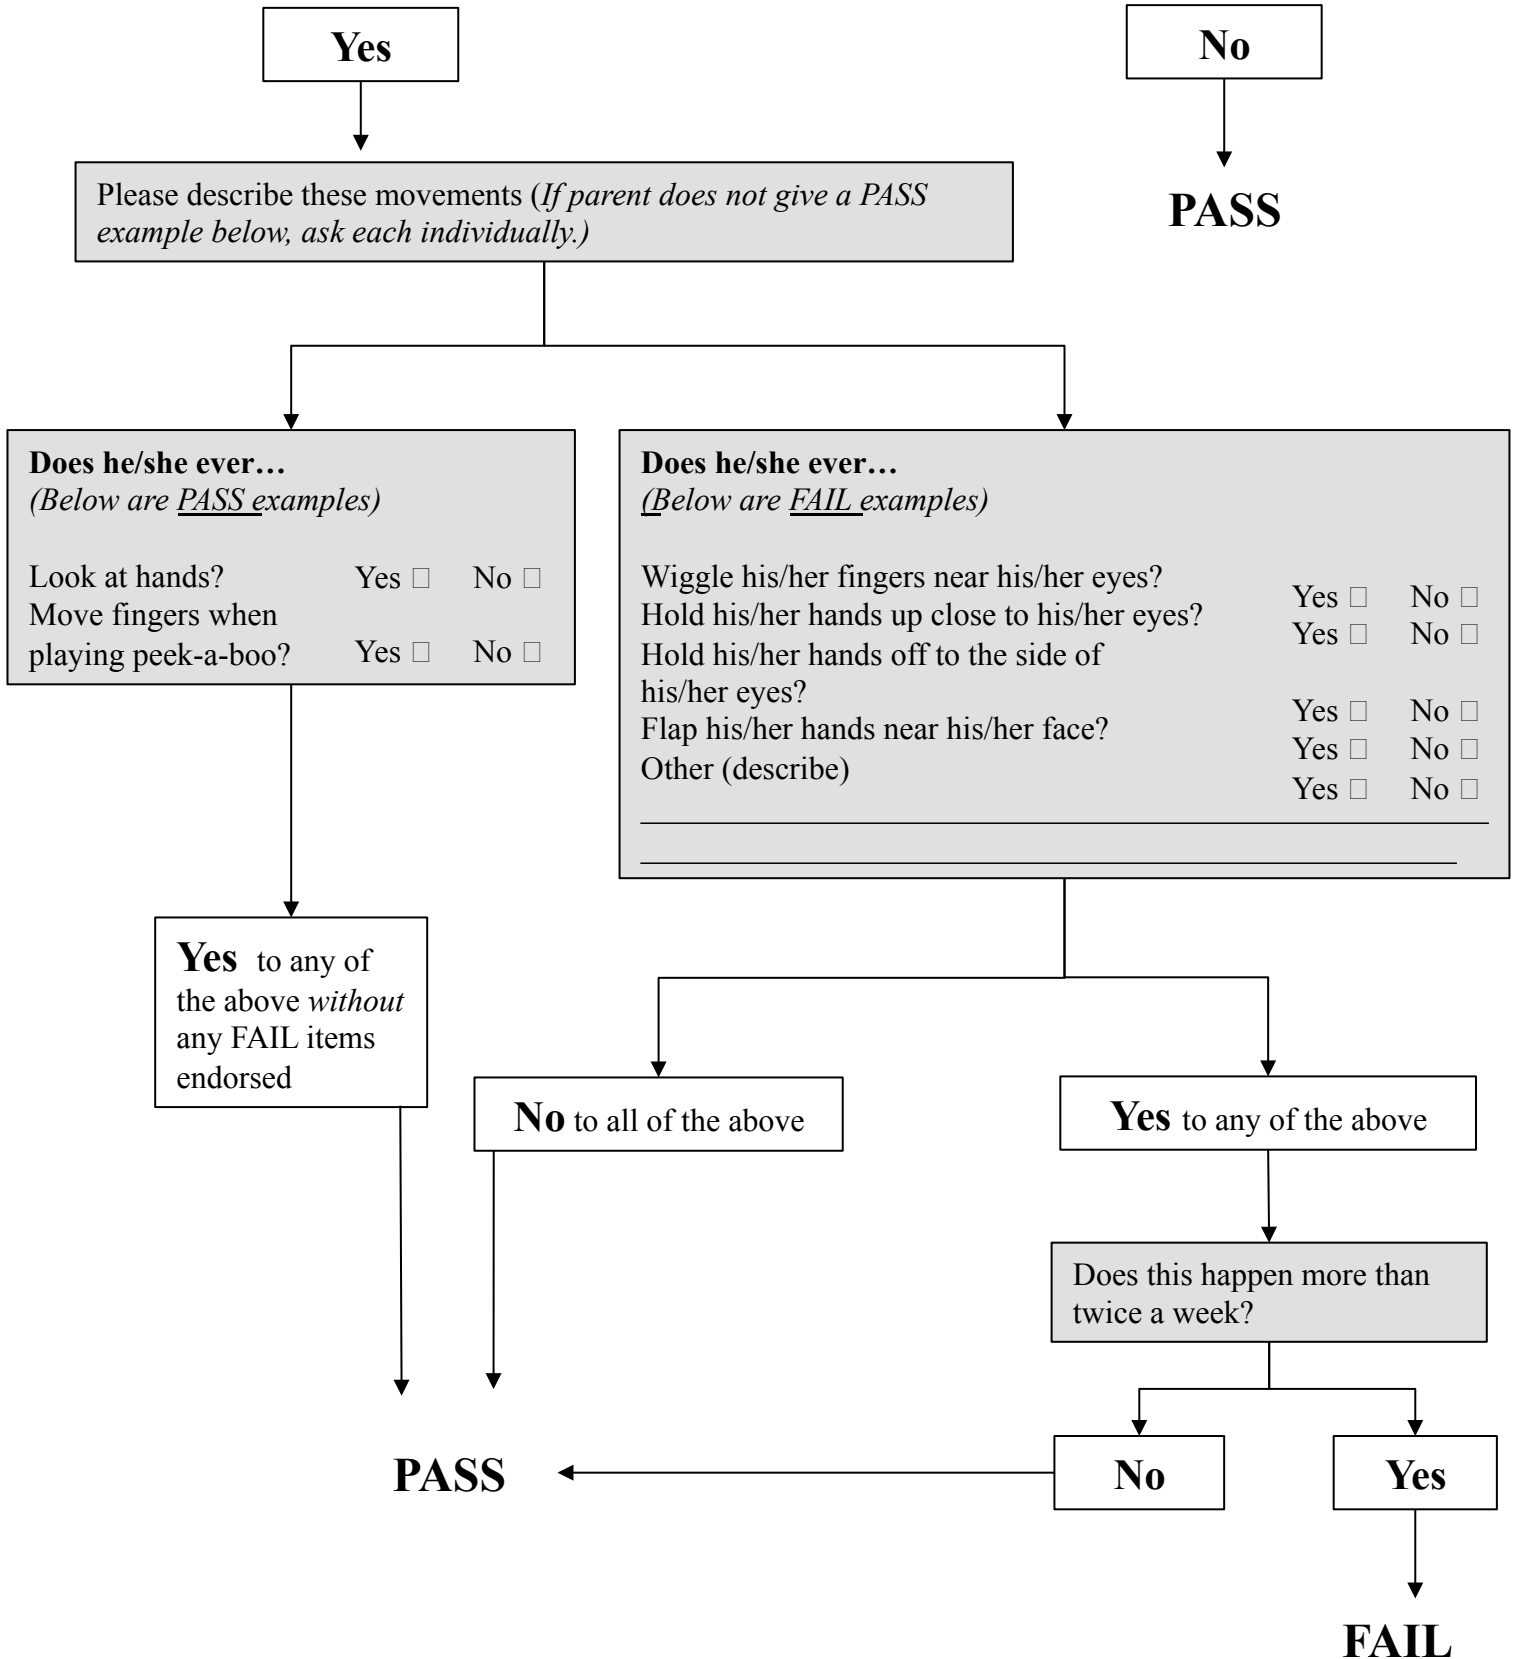 Yes
No
Please describe these movements (If parent does not give a PASS
example below, ask each individually.)
PASS
Does he/she ever…
(Below are PASS examples)
Look at hands? Yes □ No □
Move fingers when
playing peek-a-boo? Yes □ No □
Does he/she ever…
(Below are FAIL examples)
Wiggle his/her fingers near his/her eyes? Yes □ No □
Hold his/her hands up close to his/her eyes? Yes □ No □
Hold his/her hands off to the side of
his/her eyes? Yes □ No □
Flap his/her hands near his/her face? Yes □ No □
Other (describe) Yes □ No □
Yes to any of
the above without
any FAIL items
endorsed
No to all of the above
Yes to any of the above
Does this happen more than
twice a week?
PASS
No
Yes
FAIL